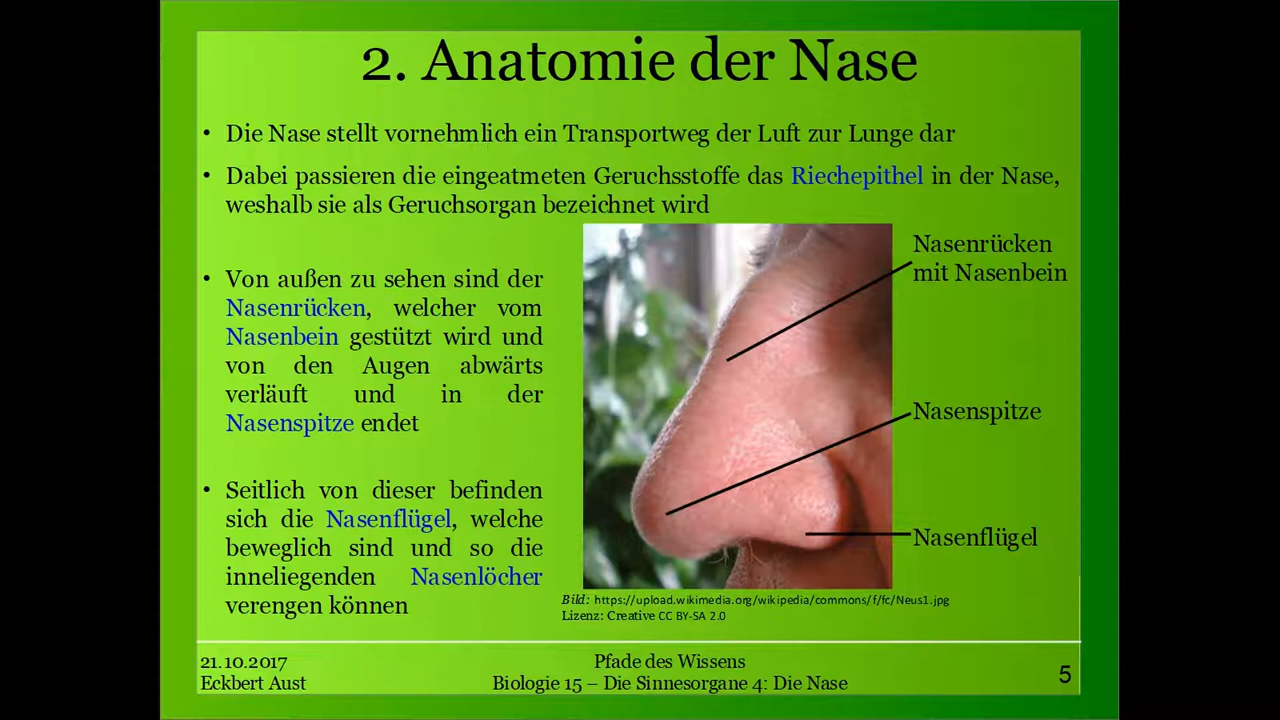 2. Anatomie der Nase
• Die Nase stellt vornehmlich ein Transportweg der Luft zur Lunge dar
• Dabei passieren die eingeatmeten Geruchsstoffe das Riechepithel in der Nase,
weshalb sie als Geruchsorgan bezeichnet wird
• Von außen zu sehen sind der
Nasenrücken, welcher vom
Nasenbein gestützt wird und
von den Augen abwärts
verläuft und in der
Nasenspitze endet
• Seitlich von dieser befinden
sich die Nasenflügel, welche
beweglich sind und so die
inneliegenden Nasenlöcher
verengen können
Nasenrücken
mit Nasenbein
Nasenspitze
Nasenflügel
Bild: https://upload.wikimedia.org/wikipedia/commons/f/fc/Neus1.jpg
Lizenz: Creative CC BY-SA 2.0
21.10.2017
Eckbert Aust
Pfade des Wissens
Biologie 15 – Die Sinnesorgane 4: Die Nase
5